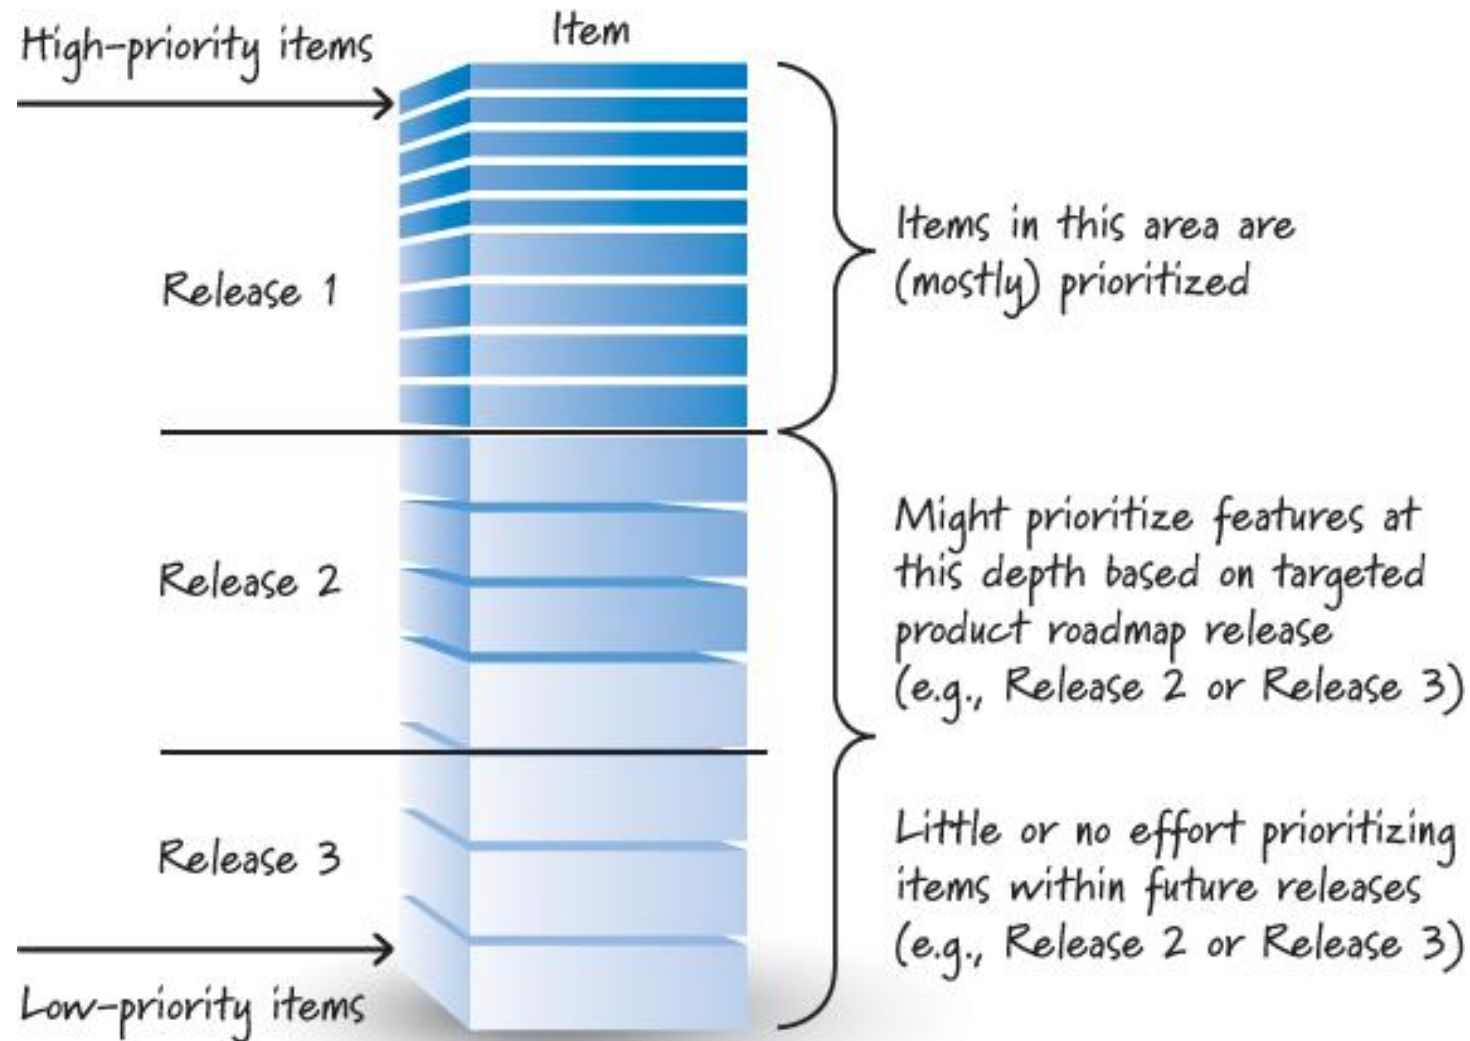 High-priority items
Item
Release 1
Items in this area are
(mostly) prioritized
Release 2
Might prioritize features at
this depth based on targeted
product roadmap release
(e.g., Release 2 or Release 3)
Release 3
Little or no effort prioritizing
items within future releases
(e.g., Release 2 or Release 3)
Low-priority items